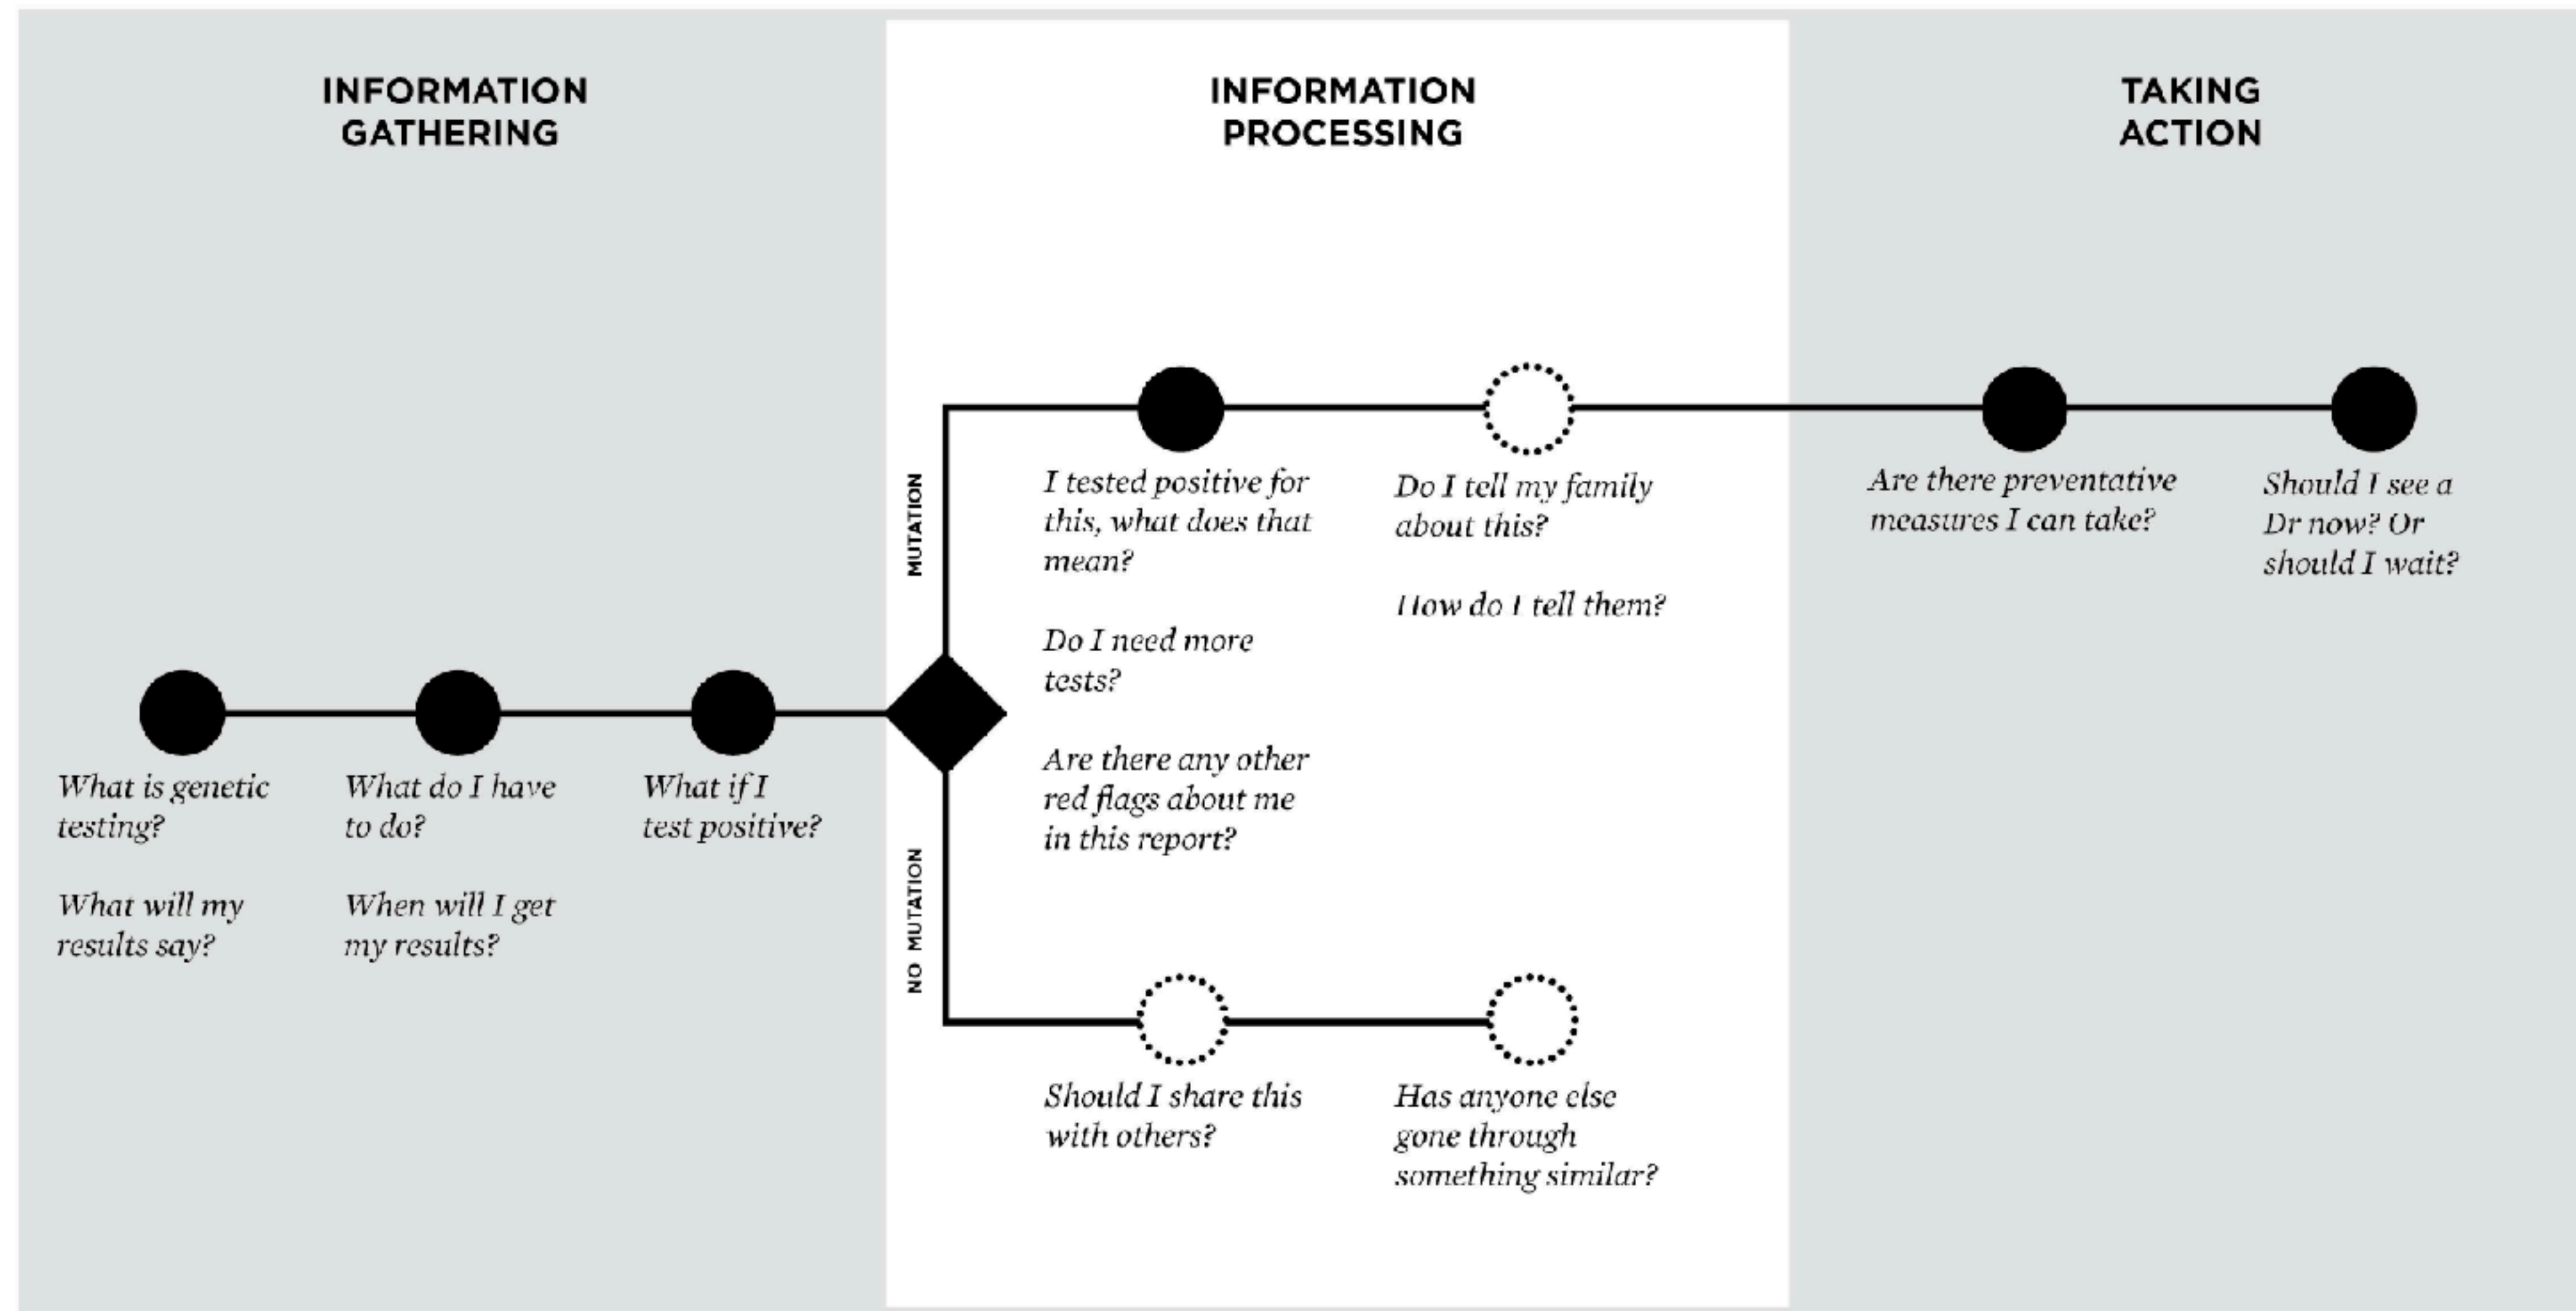 INFORMATION
GATHERING
INFORMATION
PROCESSING
TAKING
ACTION
What is genetic
testing?
What will my
results say?
What do I have
to do?
When will I get
my results?
What if I
test positive?
MUTATION
I tested positive for
this, what does that
mean?
Do I need more
tests?
Are there any other
red flags about me
in this report?
Do I tell my family
about this?
How do I tell them?
Are there preventative
measures I can take?
Should I see a
Dr now? Or
should I wait?
NO MUTATION
Should I share this
with others?
Has anyone else
gone through
something similar?